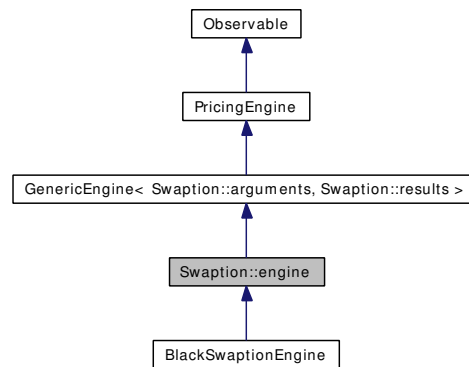 Observable
PricingEngine
GenericEngine< Swaption::arguments, Swaption::results >
Swaption::engine
BlackSwaptionEngine